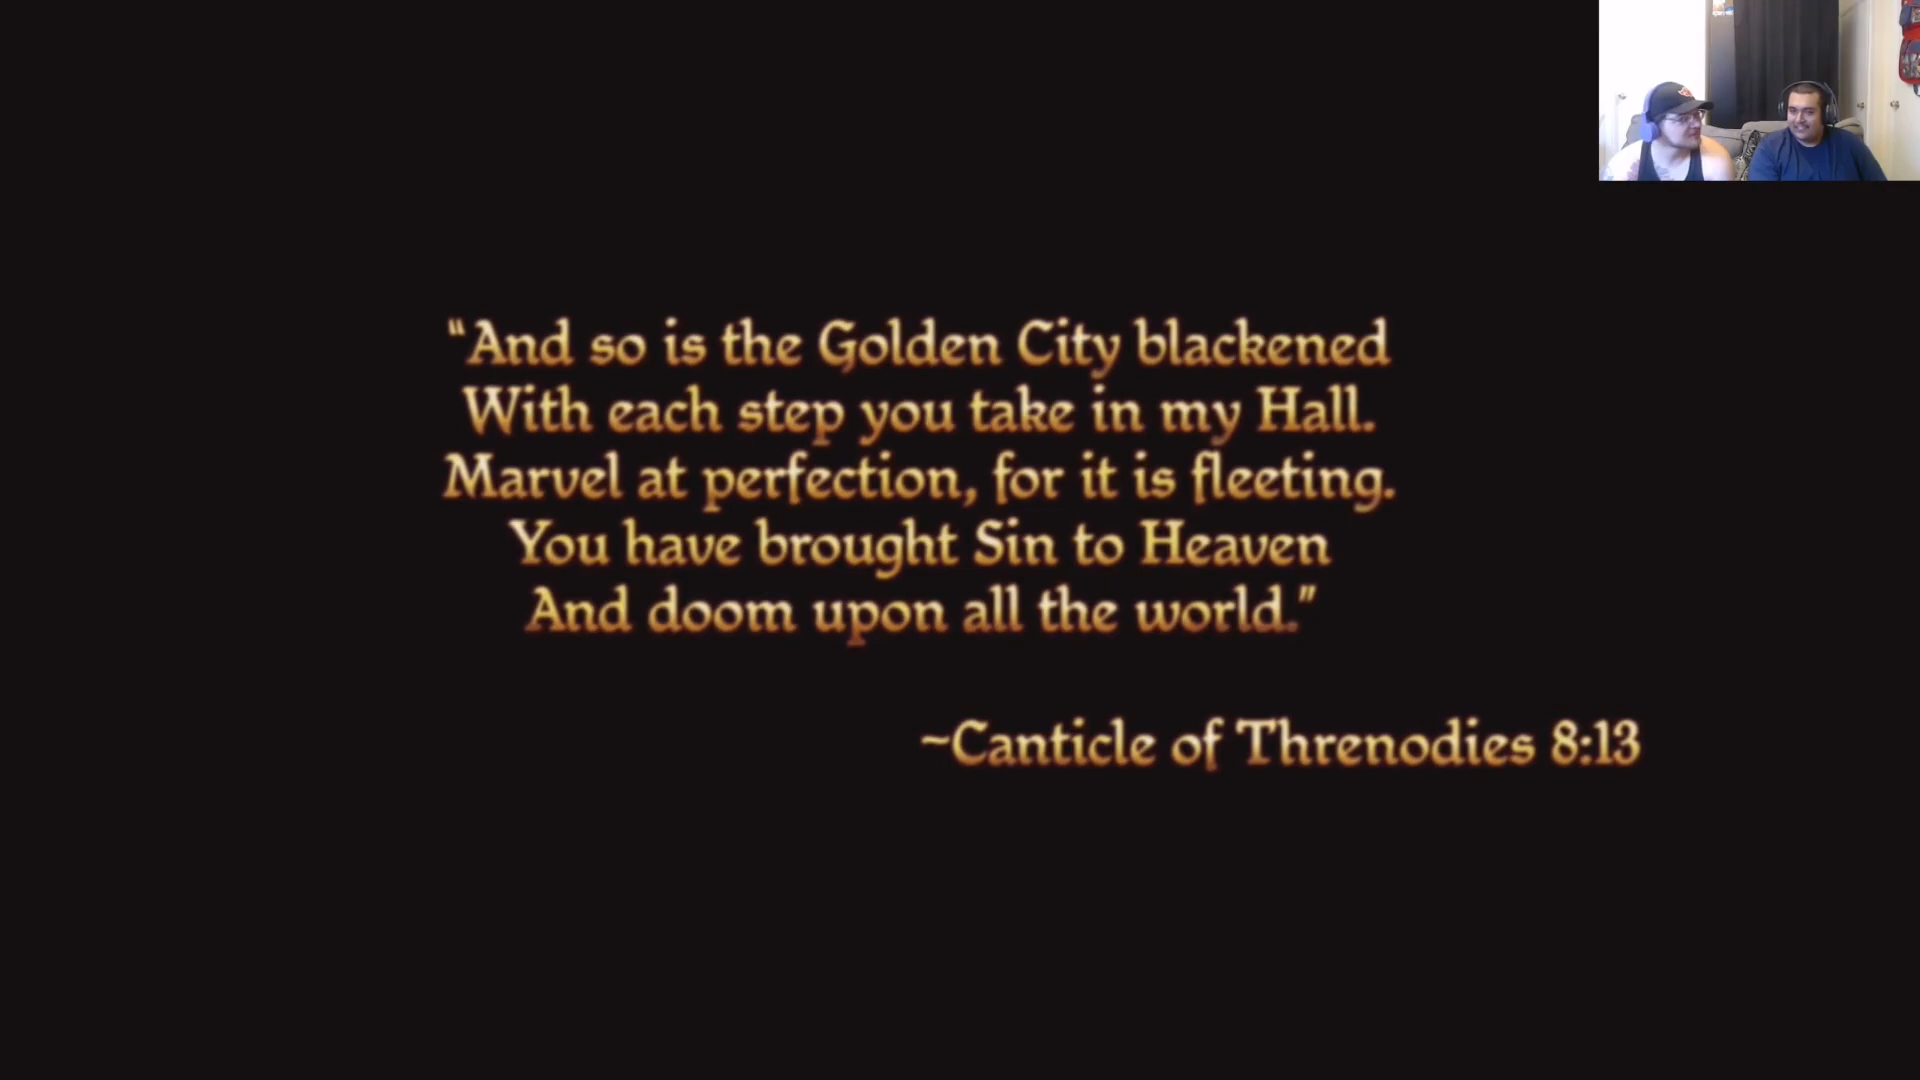 “And so is the Golden City blackened
With each step you take in my Hall.
Marvel at perfection, for it is fleeting.
You have brought Sin to Heaven
And doom upon all the world.”
~Canticle of Threnodies 8:13